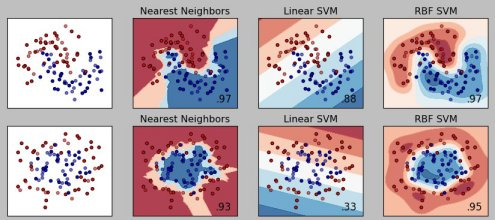 Nearest Neighbors Linear SVM RBF SVM
.97 .88 .97
Nearest Neighbors Linear SVM RBF SVM
.93 .33 .95